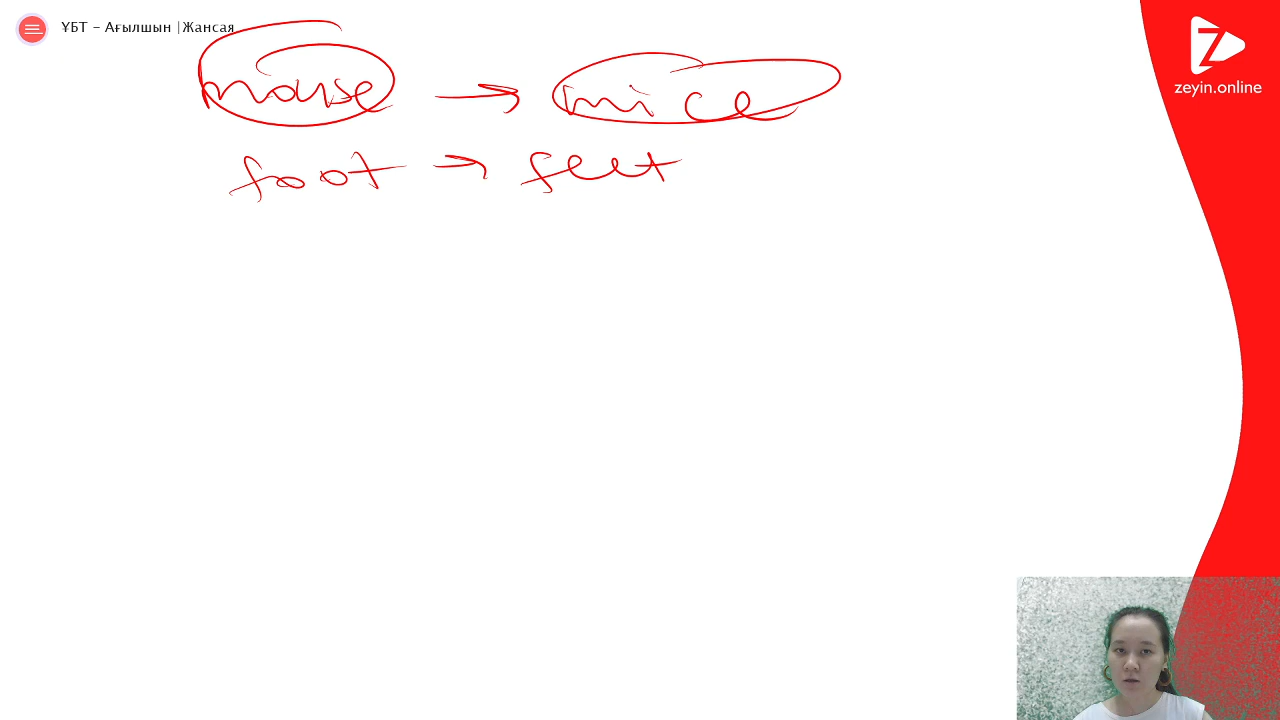 ҰБТ – Ағылшын |Жансая
zeyin.online
mouse → mice
foot → feet